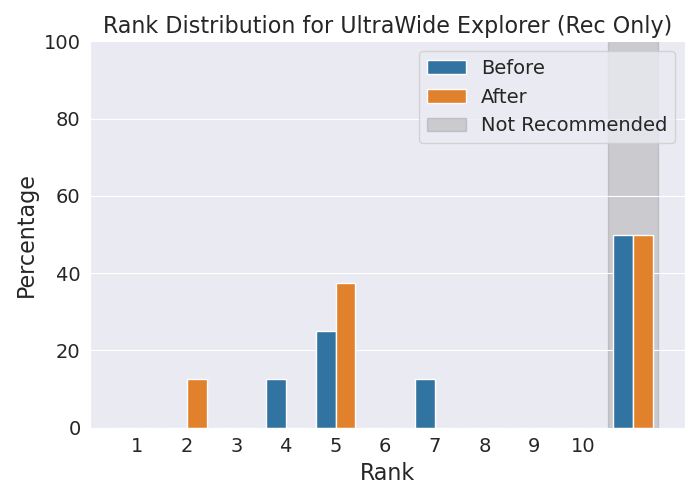 Rank Distribution for UltraWide Explorer (Rec Only)
100
80
60
40
20
0
Percentage
Before
After
Not Recommended
1 2 3 4 5 6 7 8 9 10
Rank